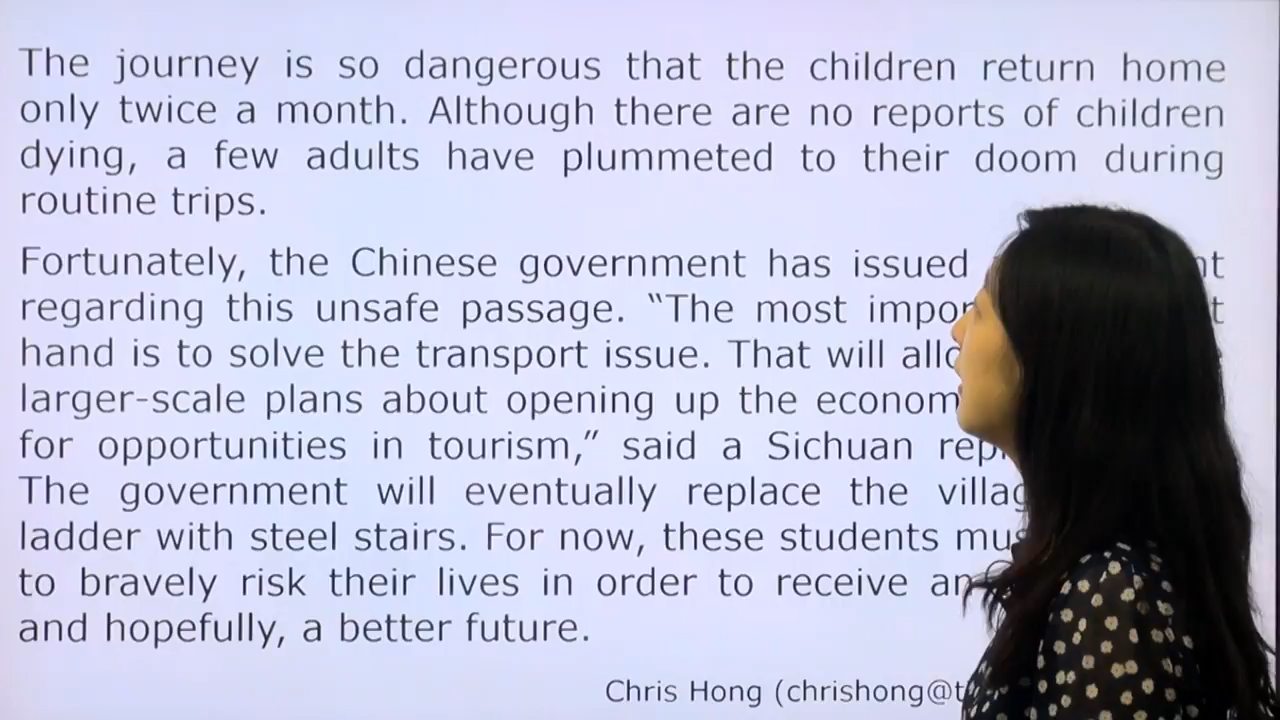 The journey is so dangerous that the children return home
only twice a month. Although there are no reports of children
dying, a few adults have plummeted to their doom during
routine trips.
Fortunately, the Chinese government has issued
regarding this unsafe passage. “The most
hand is to solve the transport issue. That will
larger-scale plans about opening up the
for opportunities in tourism,” said a Sichuan
The government will eventually replace the
ladder with steel stairs. For now, these students
to bravely risk their lives in order to receive
and hopefully, a better future.
Chris Hong (chrishong@